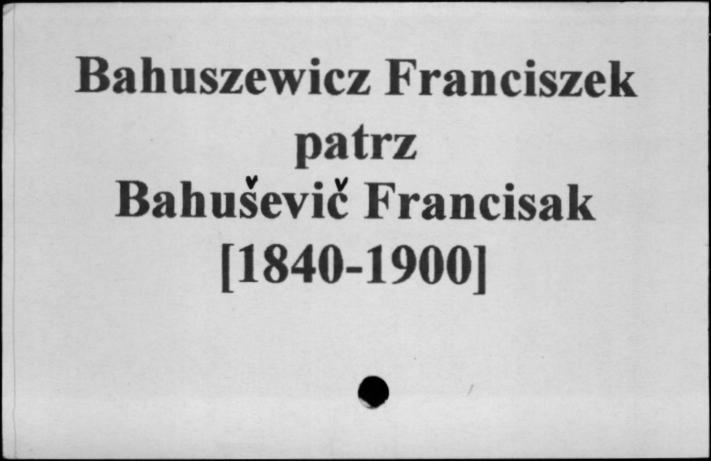 Bahuszewicz Franciszek
patrz
Bahuševič Francisak
[1840-1900]